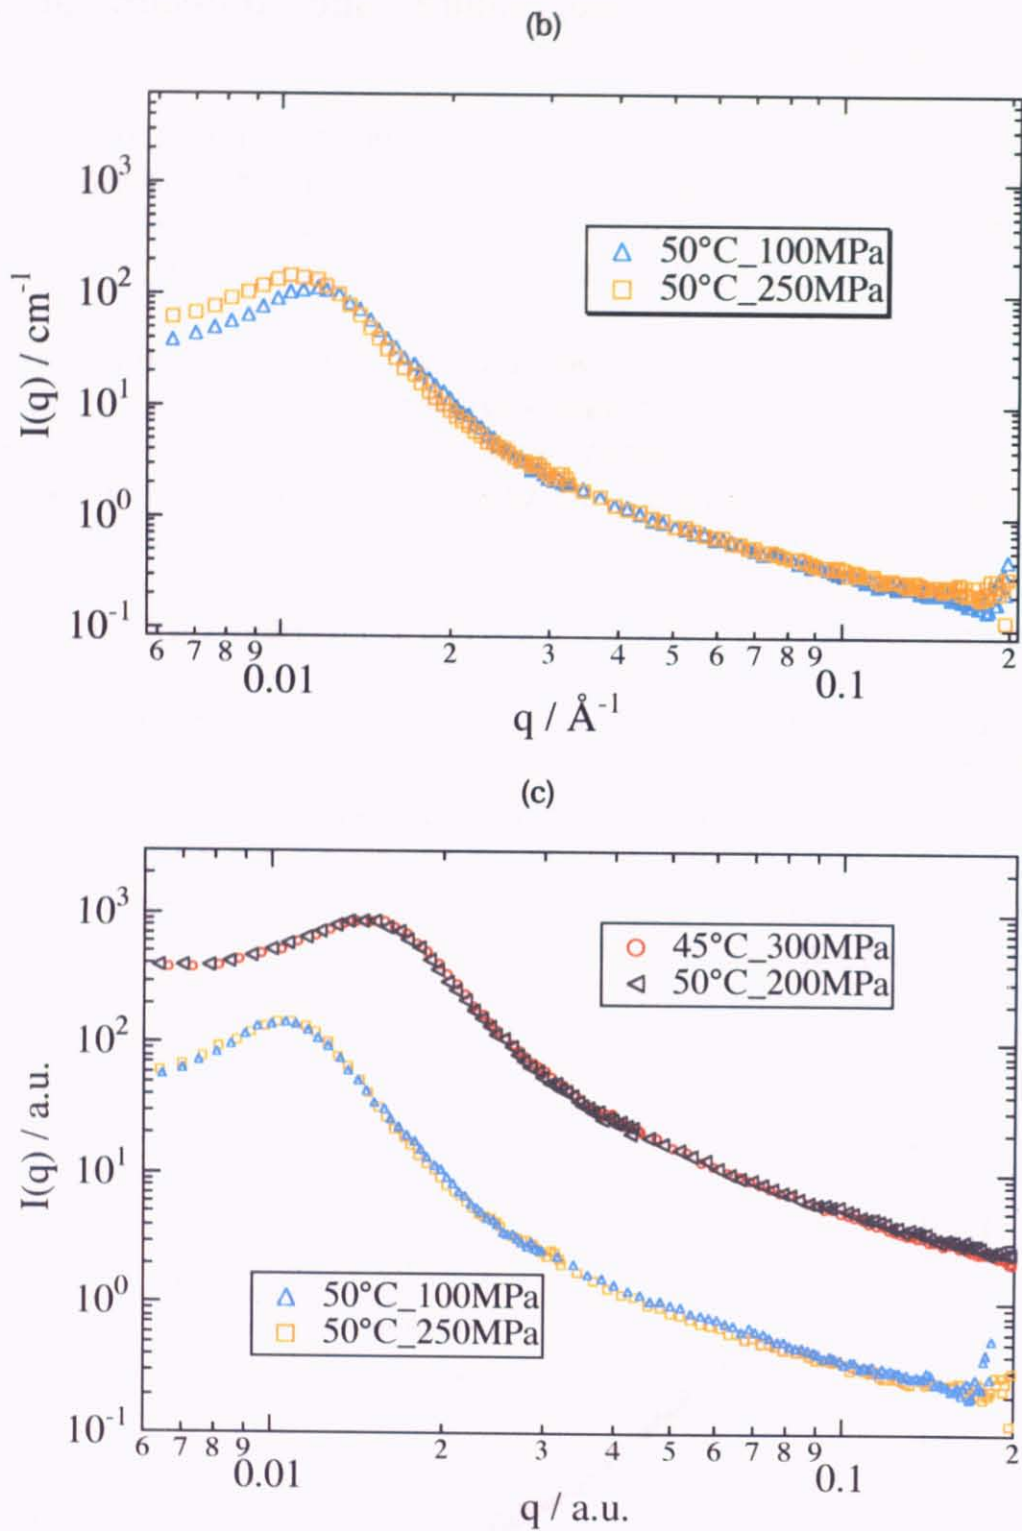 (b)
10³
10²
10¹
10⁰
10⁻¹
I(q) / cm⁻¹
50°C_100MPa
50°C_250MPa
6 7 8 9 2 3 4 5 6 7 8 9 2
0.01 0.1
q / Å⁻¹
(c)
10³
10²
10¹
10⁰
10⁻¹
I(q) / a.u.
45°C_300MPa
50°C_200MPa
50°C_100MPa
50°C_250MPa
6 7 8 9 2 3 4 5 6 7 8 9 2
0.01 0.1
q / a.u.